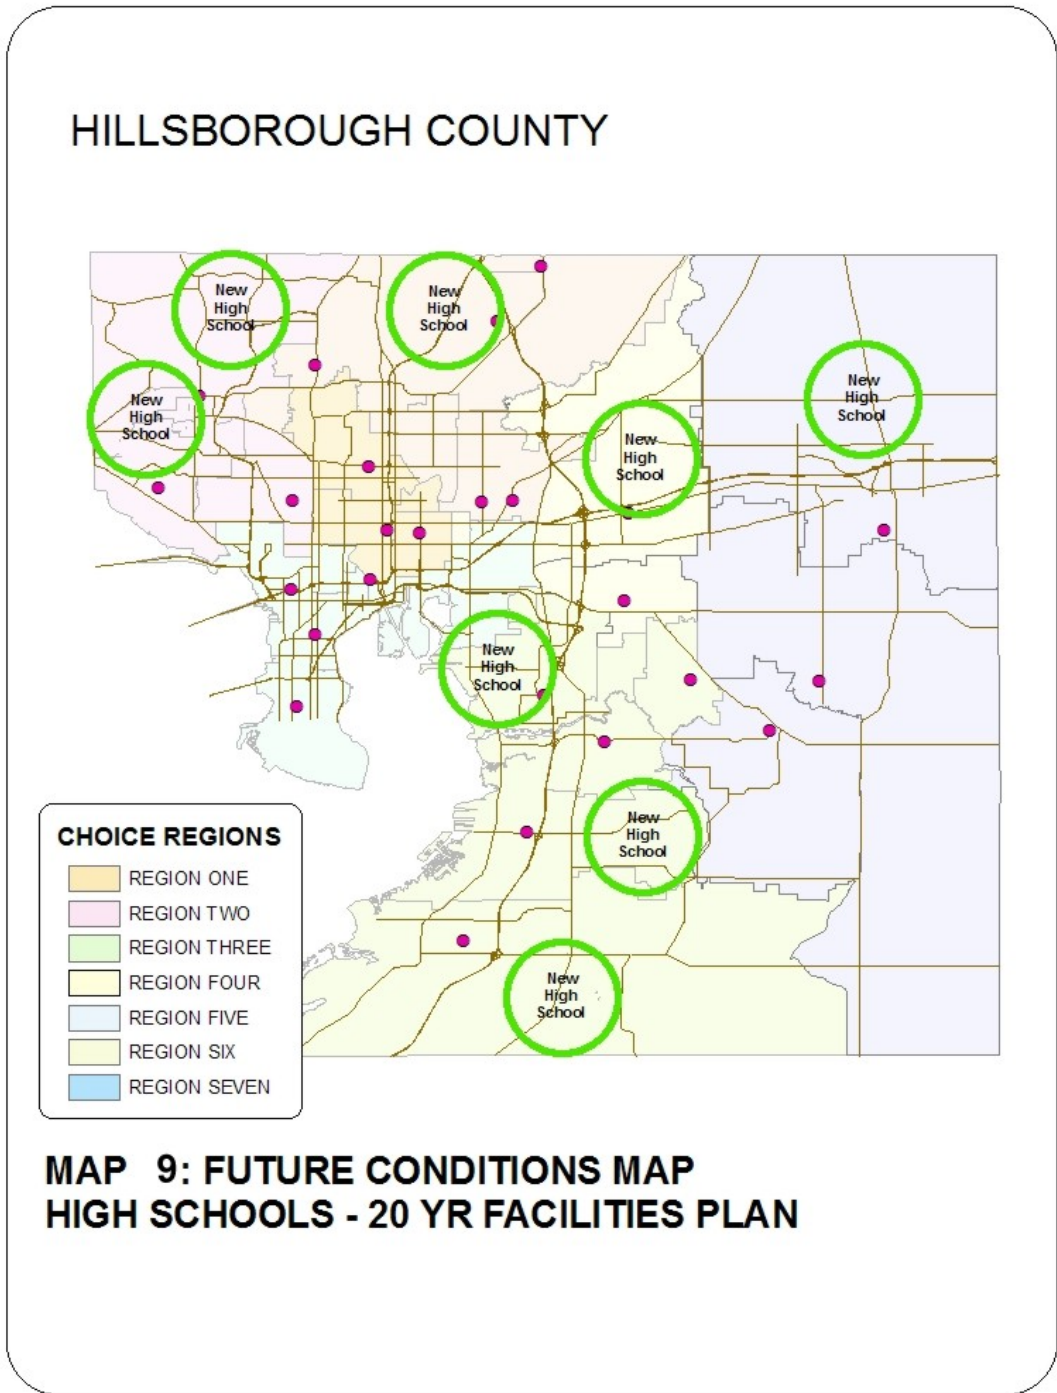 HILLSBOROUGH COUNTY
New
High
School
New
High
School
New
High
School
New
High
School
New
High
School
New
High
School
New
High
School
New
High
School
CHOICE REGIONS
REGION ONE
REGION TWO
REGION THREE
REGION FOUR
REGION FIVE
REGION SIX
REGION SEVEN
MAP 9: FUTURE CONDITIONS MAP
HIGH SCHOOLS - 20 YR FACILITIES PLAN